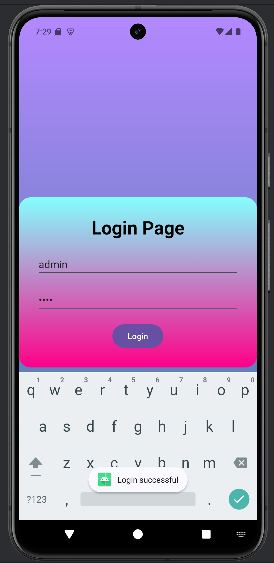 7:29
Login Page
admin
••••
Login
1 2 3 4 5 6 7 8 9 0
q w e r t y u i o p
a s d f g h j k l
z x c v b n m
Login successful
?123 , .